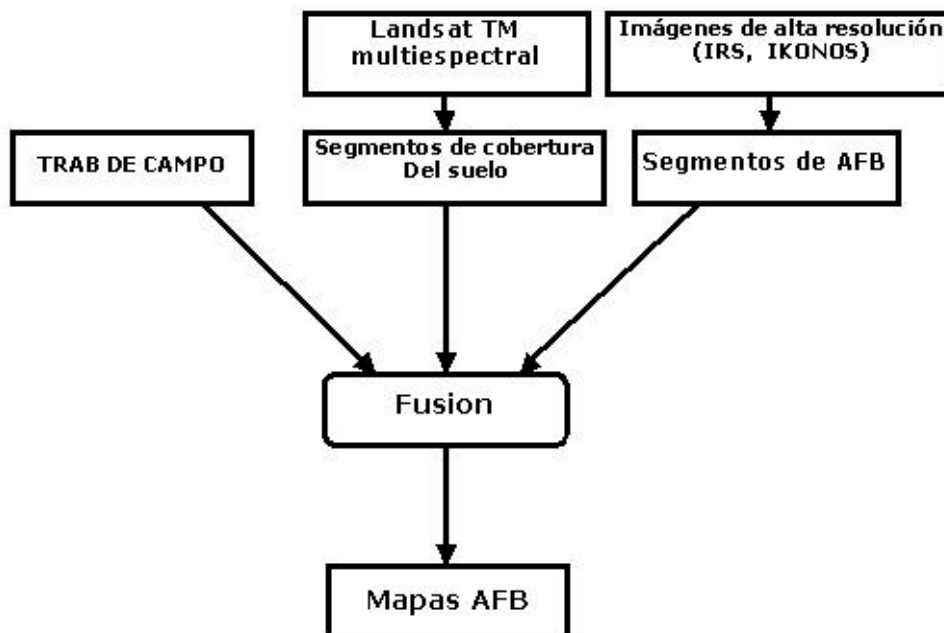 Landsat TM
multiespectral
Imágenes de alta resolución
(IRS, IKONOS)
TRAB DE CAMPO
Segmentos de cobertura
Del suelo
Segmentos de AFB
Fusion
Mapas AFB